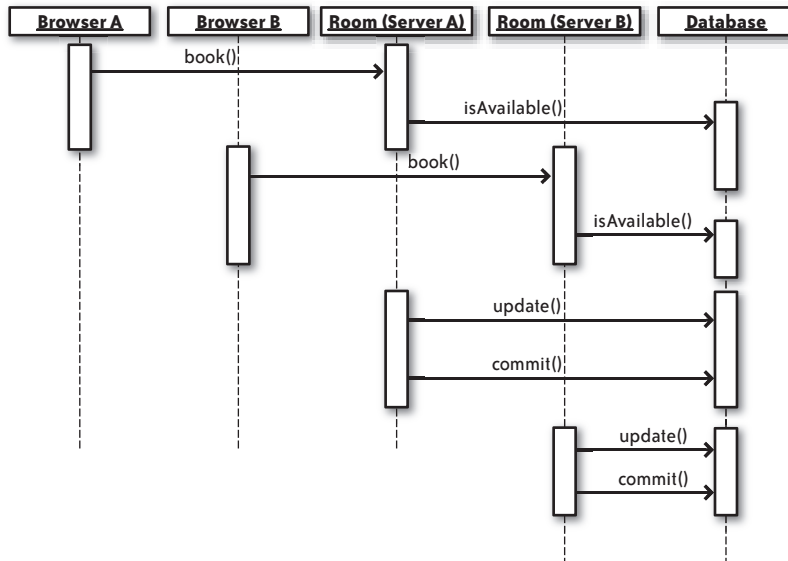 Browser A Browser B Room (Server A) Room (Server B) Database
book()
isAvailable()
book()
isAvailable()
update()
commit()
update()
commit()